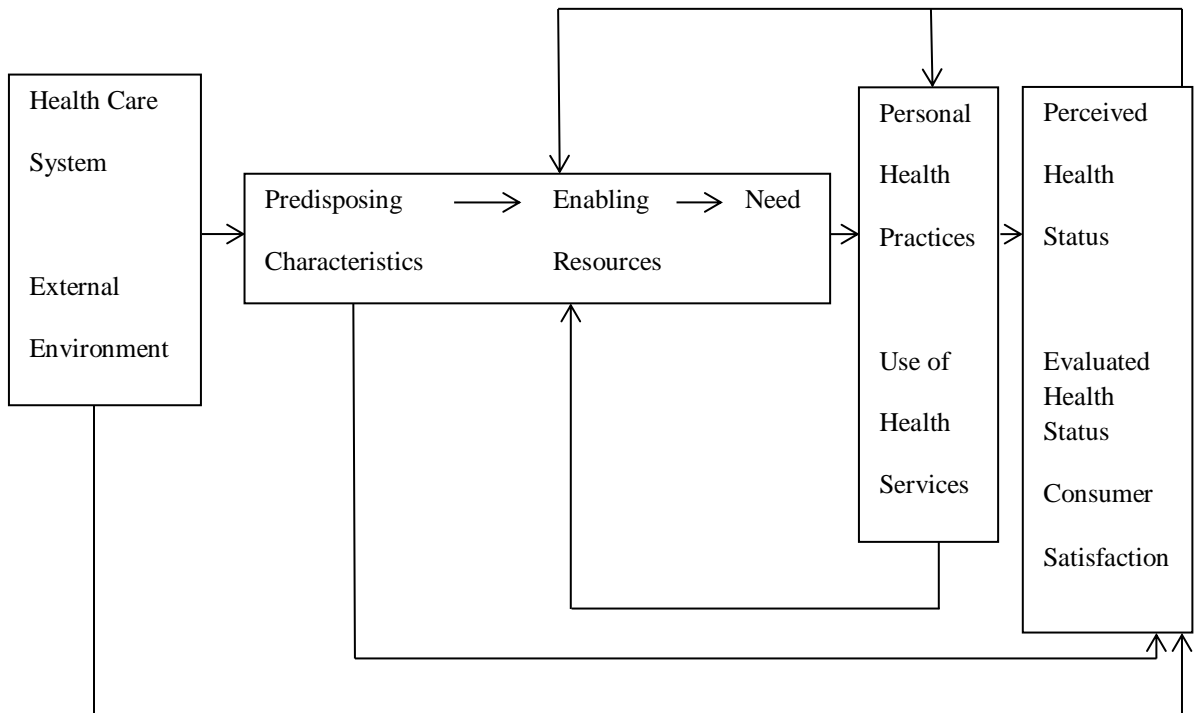 Health Care
System
External
Environment
Predisposing
Characteristics
Enabling
Resources
Need
Personal
Health
Practices
Use of
Health
Services
Perceived
Health
Status
Evaluated
Health
Status
Consumer
Satisfaction